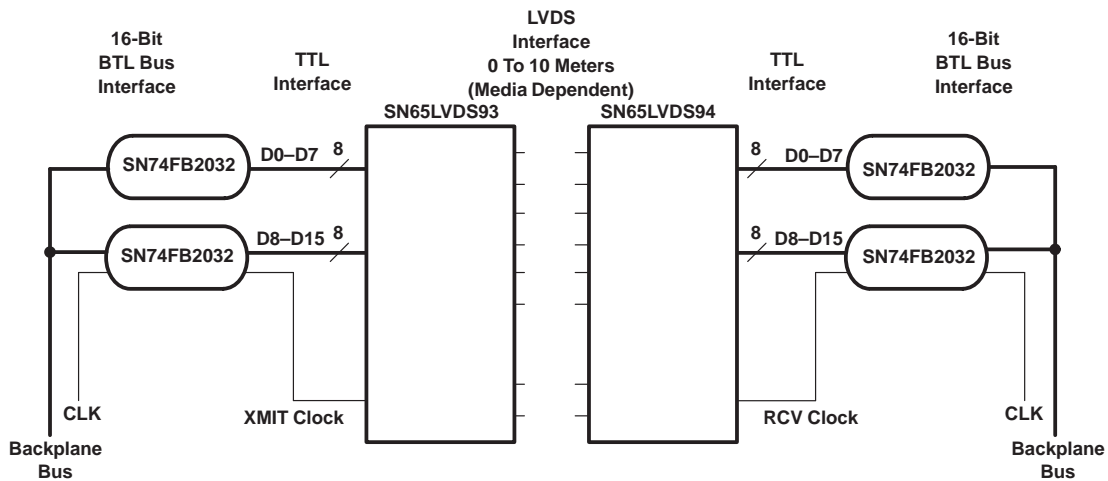 16-Bit
BTL Bus
Interface
TTL
Interface
LVDS
Interface
0 To 10 Meters
(Media Dependent)
TTL
Interface
16-Bit
BTL Bus
Interface
SN65LVDS93
SN65LVDS94
SN74FB2032
D0–D7
8
8
D0–D7
SN74FB2032
SN74FB2032
D8–D15
8
8
D8–D15
SN74FB2032
CLK
XMIT Clock
RCV Clock
CLK
Backplane
Bus
Backplane
Bus